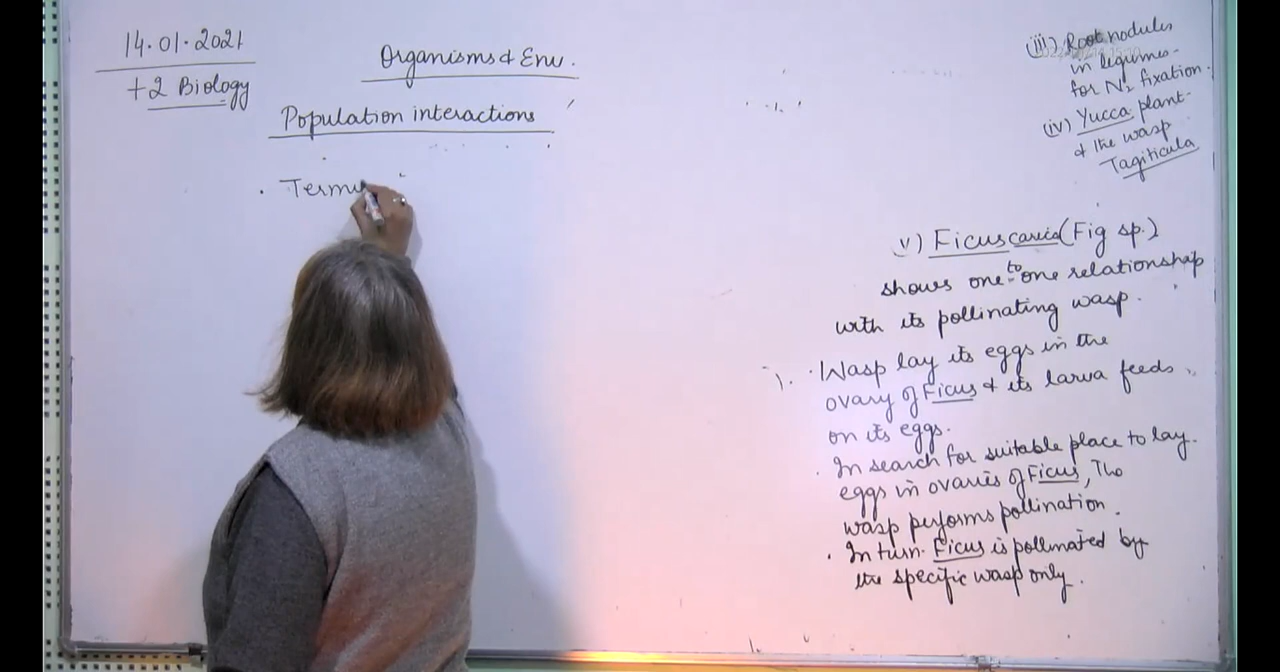 14.01.2021
+2 Biology
Organisms & Env.
Population interactions
. Termi
(iii) Root nodules
in legumes
for N2 fixation.
(iv) Yucca plant
& the wasp
Tagiticula
v) Ficus carica (Fig sp.)
shows one to one relationship
with its pollinating wasp.
. Wasp lay its eggs in the
ovary of Ficus & its larva feeds
on its eggs.
. In search for suitable place to lay
eggs in ovaries of Ficus, The
wasp performs pollination.
. In turn Ficus is pollinated by
the specific wasp only.